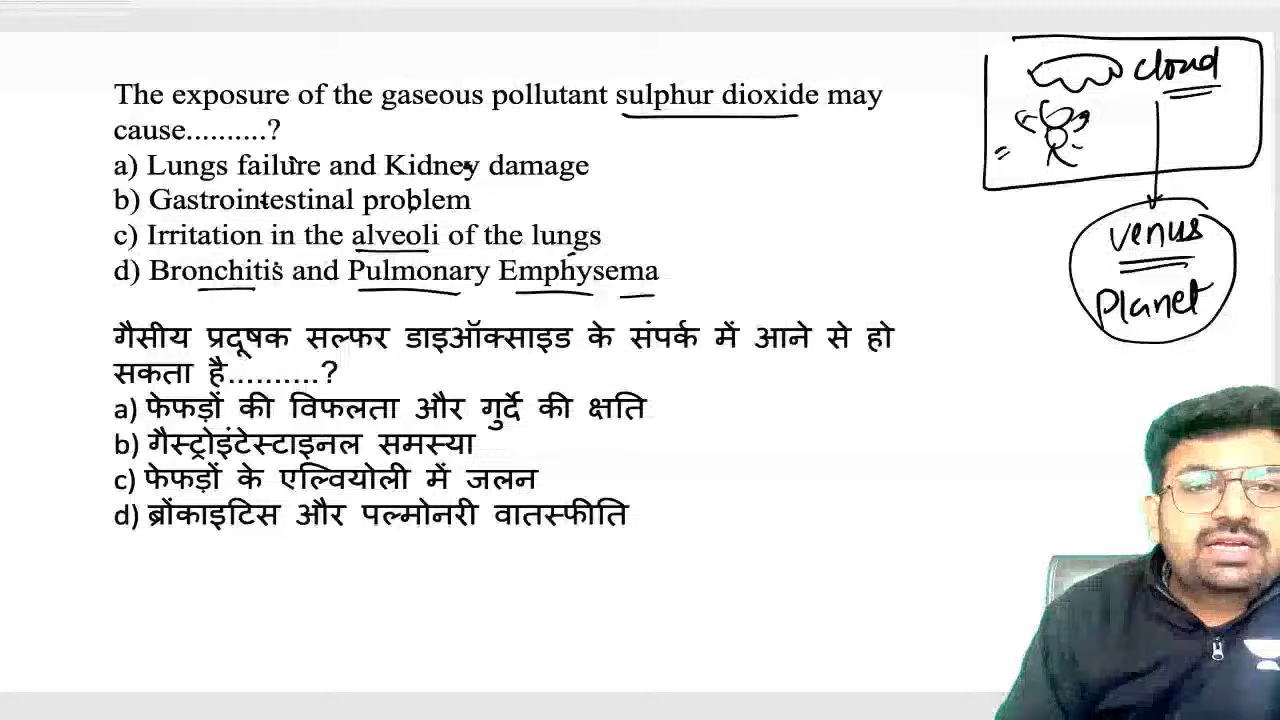 The exposure of the gaseous pollutant sulphur dioxide may
cause..........?
a) Lungs failure and Kidney damage
b) Gastrointestinal problem
c) Irritation in the alveoli of the lungs
d) Bronchitis and Pulmonary Emphysema
गैसीय प्रदूषक सल्फर डाइऑक्साइड के संपर्क में आने से हो
सकता है..........?
a) फेफड़ों की विफलता और गुर्दे की क्षति
b) गैस्ट्रोइंटेस्टाइनल समस्या
c) फेफड़ों के एल्वियोली में जलन
d) ब्रोंकाइटिस और पल्मोनरी वातस्फीति
cloud
venus
planet